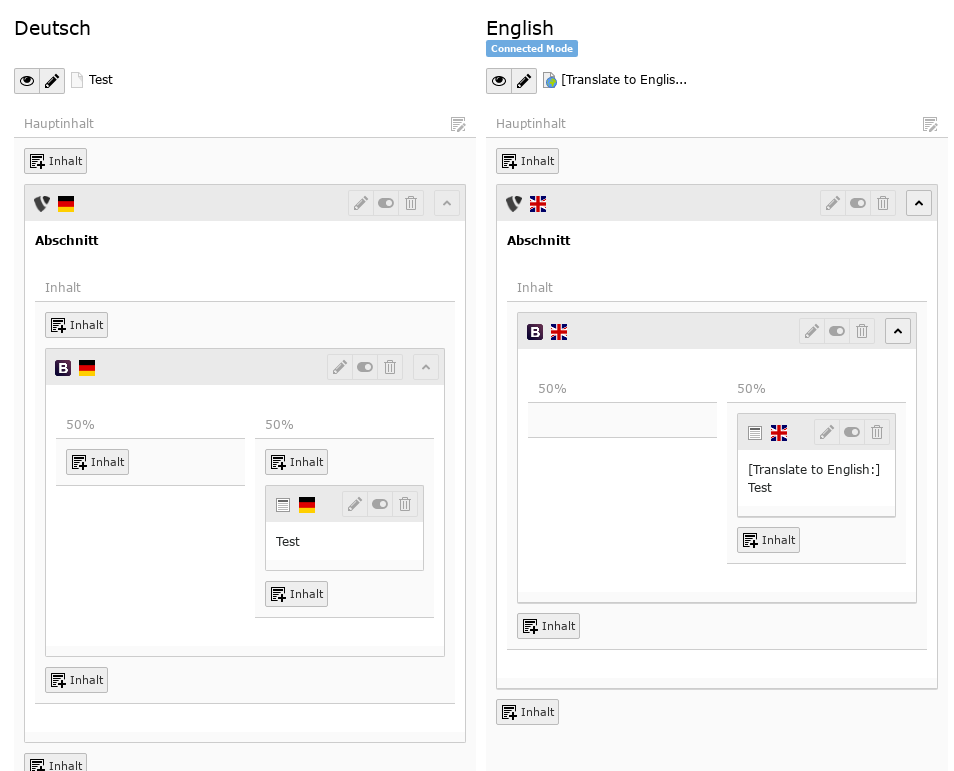 Deutsch
Test
Hauptinhalt
Inhalt
Abschnitt
Inhalt
Inhalt
B
50%
50%
Inhalt
Inhalt
Test
Inhalt
Inhalt
Inhalt
English
Connected Mode
[Translate to Englis...
Hauptinhalt
Inhalt
Abschnitt
Inhalt
B
50%
50%
[Translate to English:]
Test
Inhalt
Inhalt
Inhalt